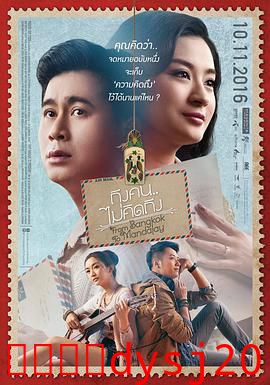 คุณคิดว่า..
จดหมายฉบับหนึ่ง
จะเก็บ
'ความคิดถึง'
ไว้ได้นานแค่ไหน ?
10.11.2016
AIR MAIL
ถึงคน..
ไม่คิดถึง
From Bangkok
to Mandalay
dysj20